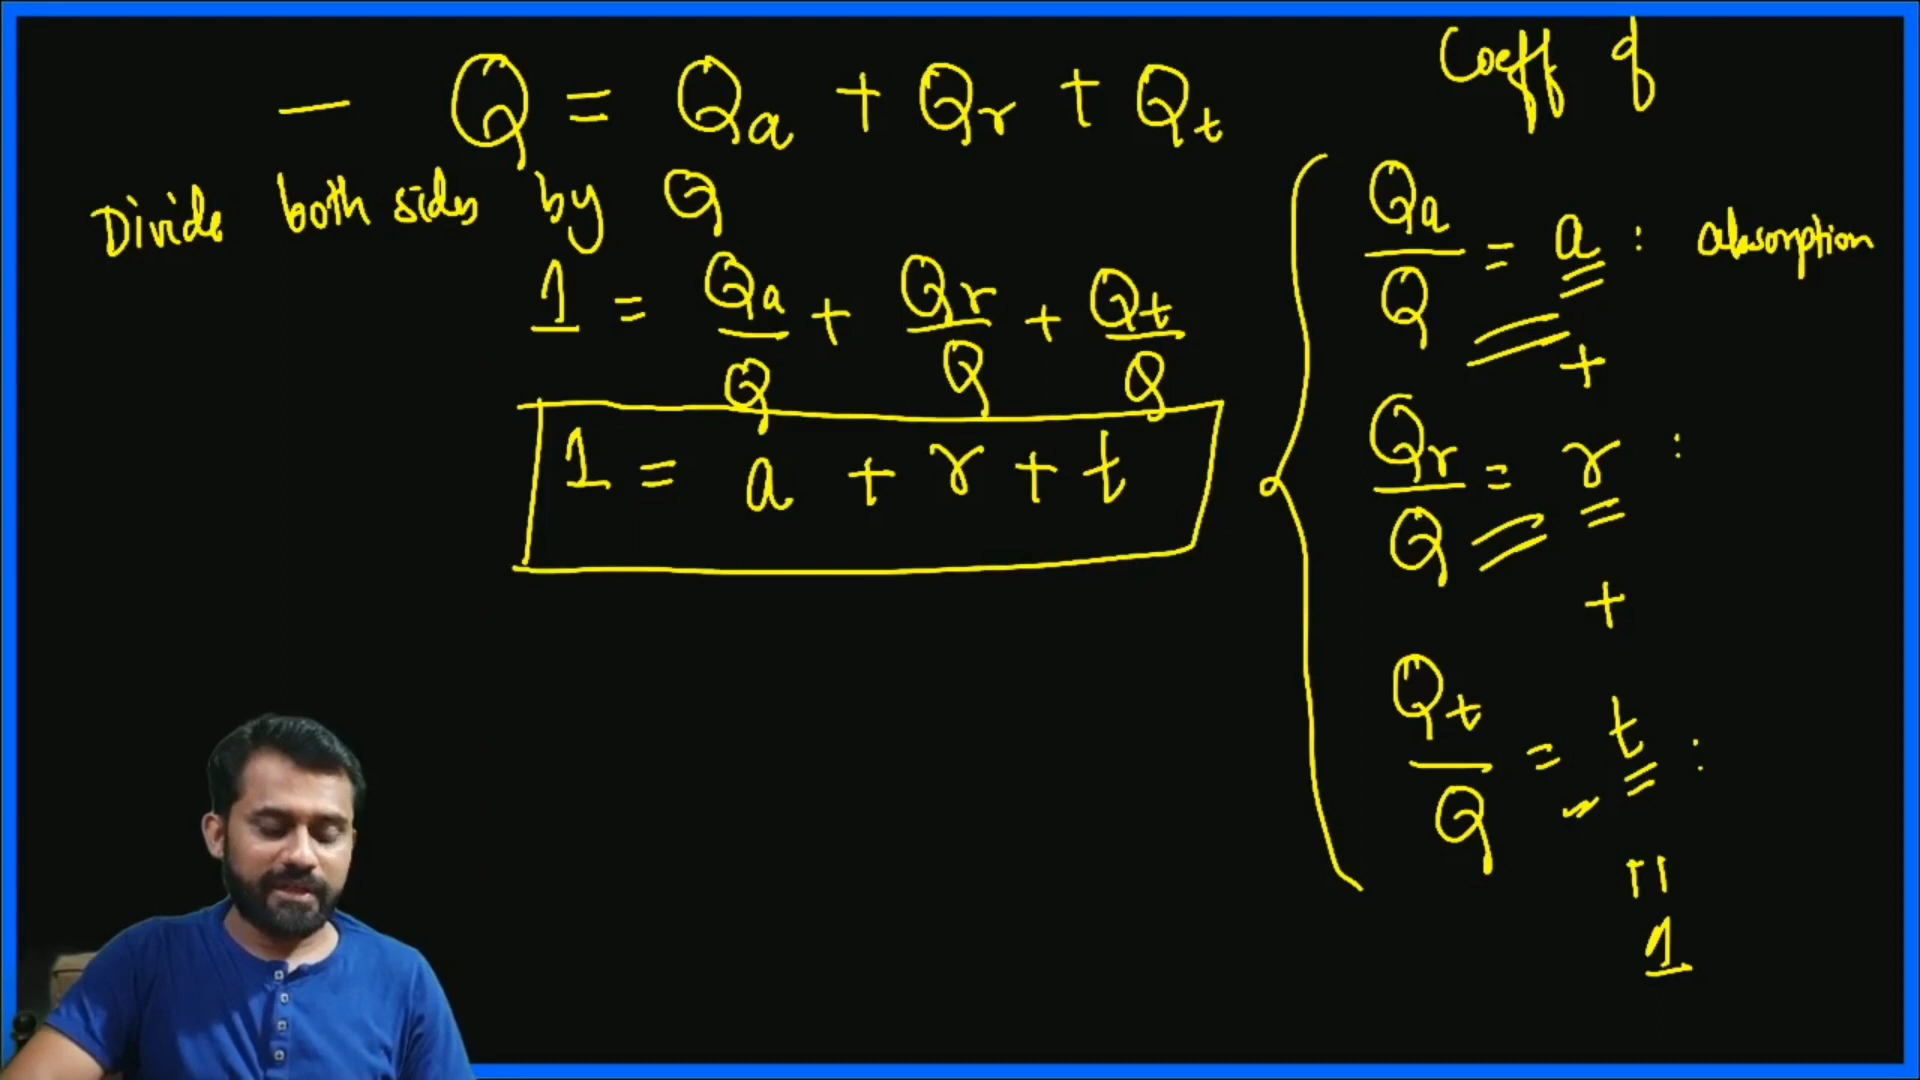 — Q = Qa + Qr + Qt
Divide both sides by Q
1 = Qa/Q + Qr/Q + Qt/Q
1 = a + r + t
Coeff of
Qa/Q = a : absorption
+
Qr/Q = r :
+
Qt/Q = t :
=
1